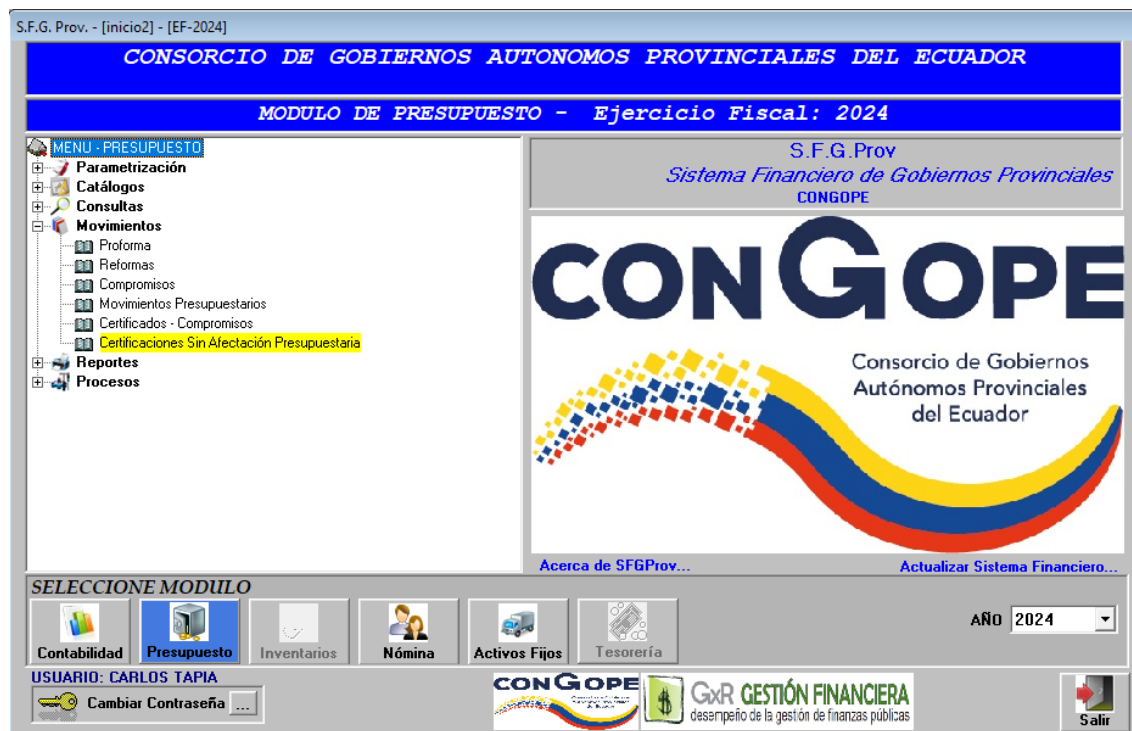 S.F.G. Prov. - [inicio2] - [EF-2024]
CONSORCIO DE GOBIERNOS AUTONOMOS PROVINCIALES DEL ECUADOR
MODULO DE PRESUPUESTO - Ejercicio Fiscal: 2024
MENU - PRESUPUESTO
Parametrización
Catálogos
Consultas
Movimientos
Proforma
Reformas
Compromisos
Movimientos Presupuestarios
Certificados - Compromisos
Certificaciones Sin Afectación Presupuestaria
Reportes
Procesos
S.F.G.Prov
Sistema Financiero de Gobiernos Provinciales
CONGOPE
CONGOPE
Consorcio de Gobiernos
Autónomos Provinciales
del Ecuador
Acerca de SFGProv...
Actualizar Sistema Financiero...
SELECCIONE MODULO
Contabilidad
Presupuesto
Inventarios
Nómina
Activos Fijos
Tesorería
AÑO 2024
USUARIO: CARLOS TAPIA
Cambiar Contraseña ...
CONGOPE
GxR GESTIÓN FINANCIERA
desempeño de la gestión de finanzas públicas
Salir